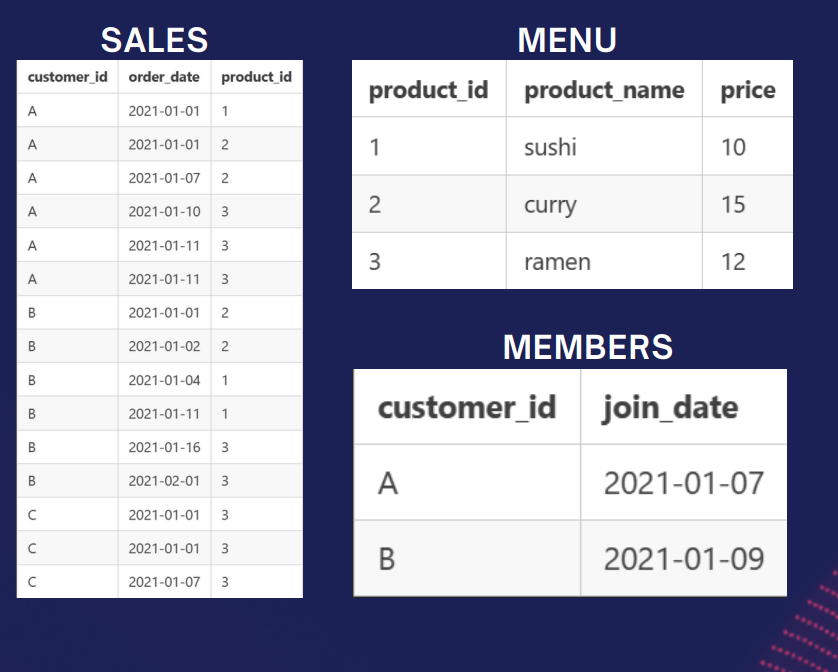 SALES
customer_id order_date product_id
A 2021-01-01 1
A 2021-01-01 2
A 2021-01-07 2
A 2021-01-10 3
A 2021-01-11 3
A 2021-01-11 3
B 2021-01-01 2
B 2021-01-02 2
B 2021-01-04 1
B 2021-01-11 1
B 2021-01-16 3
B 2021-02-01 3
C 2021-01-01 3
C 2021-01-01 3
C 2021-01-07 3
MENU
product_id product_name price
1 sushi 10
2 curry 15
3 ramen 12
MEMBERS
customer_id join_date
A 2021-01-07
B 2021-01-09